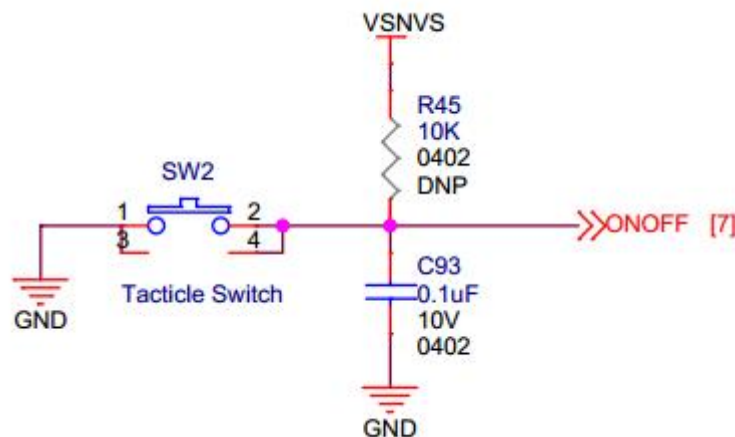 VSNVS
R45
10K
0402
DNP
SW2
1 2
3 4
ONOFF [7]
Tacticle Switch
C93
0.1uF
10V
0402
GND
GND